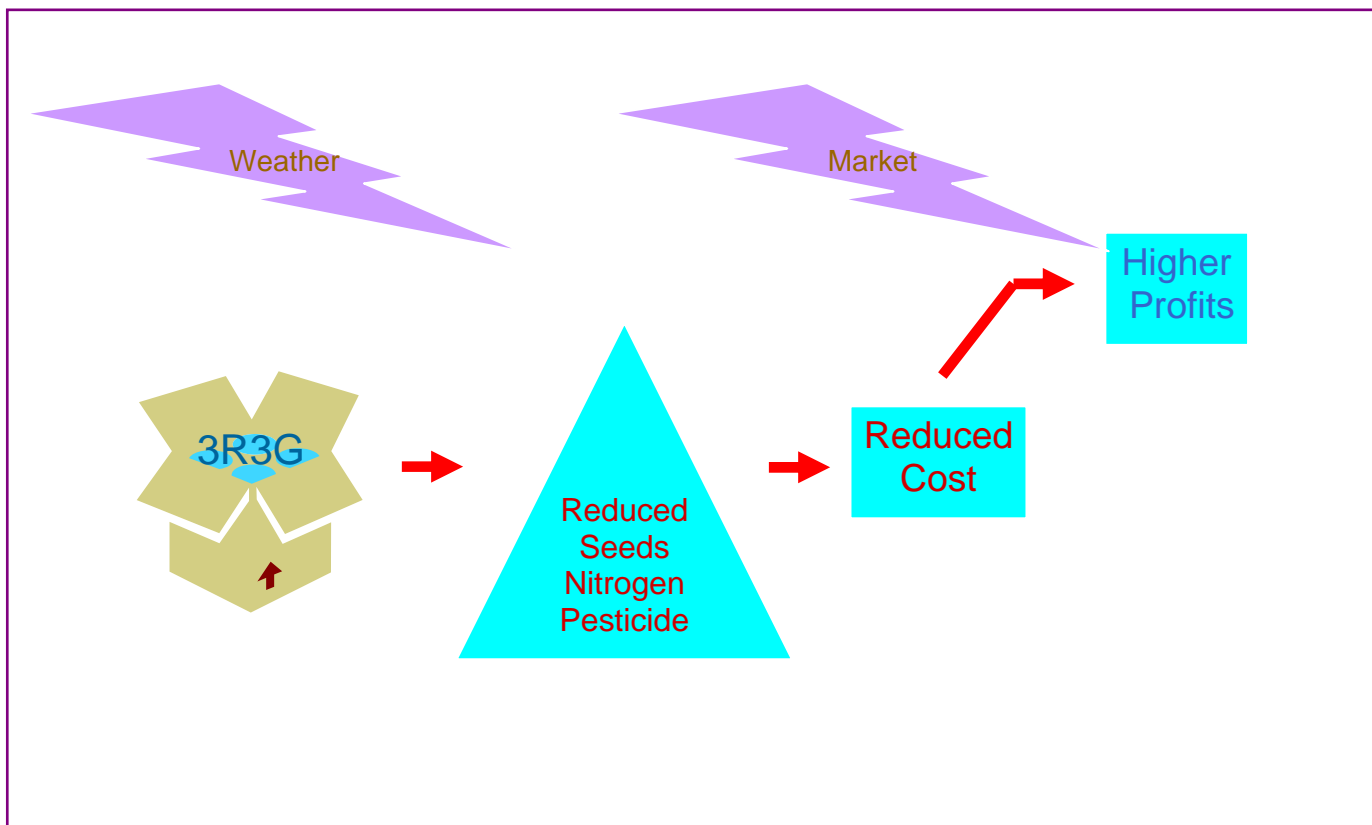 Weather
Market
Higher
Profits
3R3G
Reduced
Seeds
Nitrogen
Pesticide
Reduced
Cost